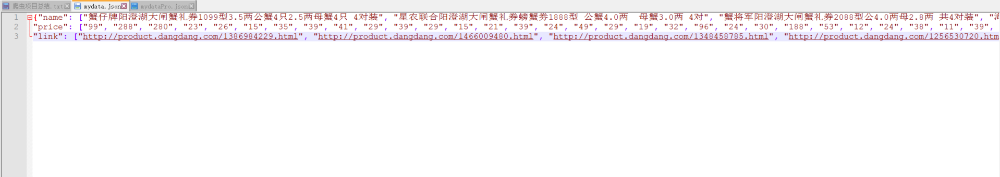 爬虫项目总结.txt mydata.json mydataPro.json
1 {"name": ["蟹仔牌阳澄湖大闸蟹礼券1099型3.5两公蟹4只2.5两母蟹4只 4对装", "星农联合阳澄湖大闸蟹礼券螃蟹券1888型 公蟹4.0两  母蟹3.0两 4对", "蟹将军阳澄湖大闸蟹礼券2088型公4.0两母2.8两 共4对装", "
2 "price": ["99", "288", "280", "23", "26", "15", "35", "39", "41", "29", "39", "29", "15", "21", "39", "24", "49", "29", "19", "32", "96", "24", "30", "188", "53", "12", "24", "38", "11", "39",
3 "link": ["http://product.dangdang.com/1386984229.html", "http://product.dangdang.com/1466009480.html", "http://product.dangdang.com/1348458785.html", "http://product.dangdang.com/1256530720.htm